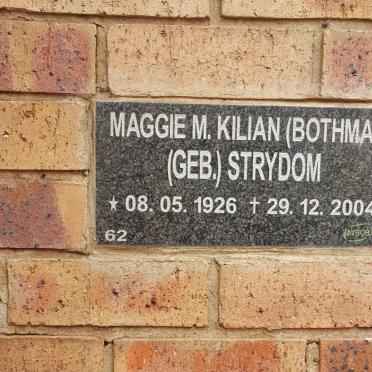 MAGGIE M. KILIAN (BOTHMA
(GEB.) STRYDOM
★ 08. 05. 1926 † 29. 12. 2004
62